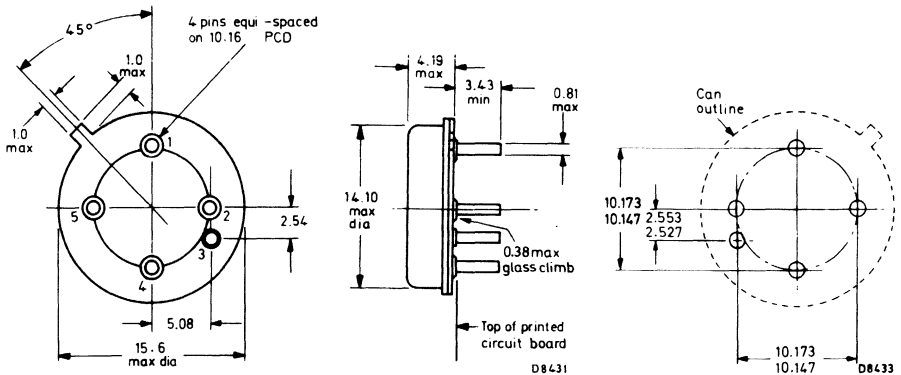 45°
4 pins equi-spaced
on 10.16 PCD
1.0
max
1.0
max
1
5
2
3
4
2.54
5.08
15.6
max dia
4.19
max
3.43
min
0.81
max
14.10
max
dia
0.38max
glass climb
Top of printed
circuit board
D8431
Can
outline
10.173
10.147
2.553
2.527
10.173
10.147
D8433